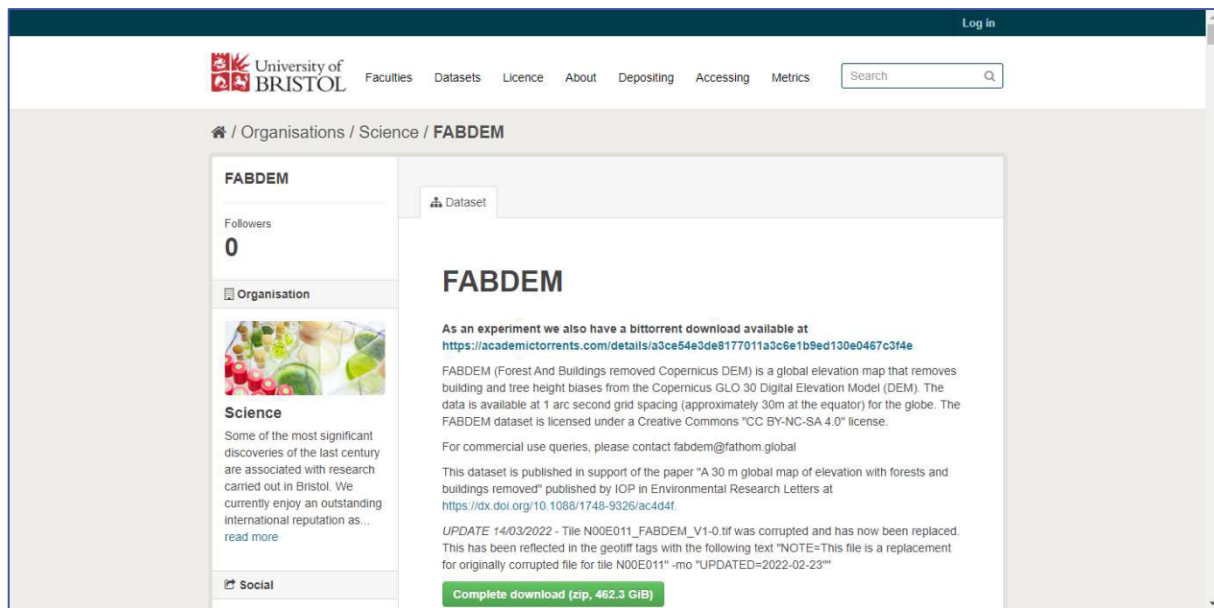 Log in
University of
BRISTOL
Faculties Datasets Licence About Depositing Accessing Metrics Search
/ Organisations / Science / FABDEM
FABDEM
Followers
0
Organisation
Science
Some of the most significant
discoveries of the last century
are associated with research
carried out in Bristol. We
currently enjoy an outstanding
international reputation as...
read more
Social
Dataset
FABDEM
As an experiment we also have a bittorrent download available at
https://academictorrents.com/details/a3ce54e3de8177011a3c6e1b9ed130e0467c3f4e
FABDEM (Forest And Buildings removed Copernicus DEM) is a global elevation map that removes
building and tree height biases from the Copernicus GLO 30 Digital Elevation Model (DEM). The
data is available at 1 arc second grid spacing (approximately 30m at the equator) for the globe. The
FABDEM dataset is licensed under a Creative Commons "CC BY-NC-SA 4.0" license.
For commercial use queries, please contact fabdem@fathom.global
This dataset is published in support of the paper "A 30 m global map of elevation with forests and
buildings removed" published by IOP in Environmental Research Letters at
https://dx.doi.org/10.1088/1748-9326/ac4d4f.
UPDATE 14/03/2022 - Tile N00E011_FABDEM_V1-0.tif was corrupted and has now been replaced.
This has been reflected in the geotiff tags with the following text "NOTE=This file is a replacement
for originally corrupted file for tile N00E011" -mo "UPDATED=2022-02-23""
Complete download (zip, 462.3 GiB)